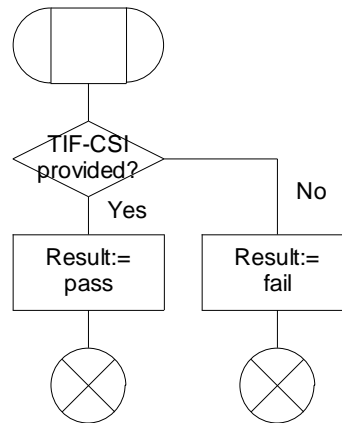 TIF-CSI
provided?
Yes
No
Result:=
pass
Result:=
fail